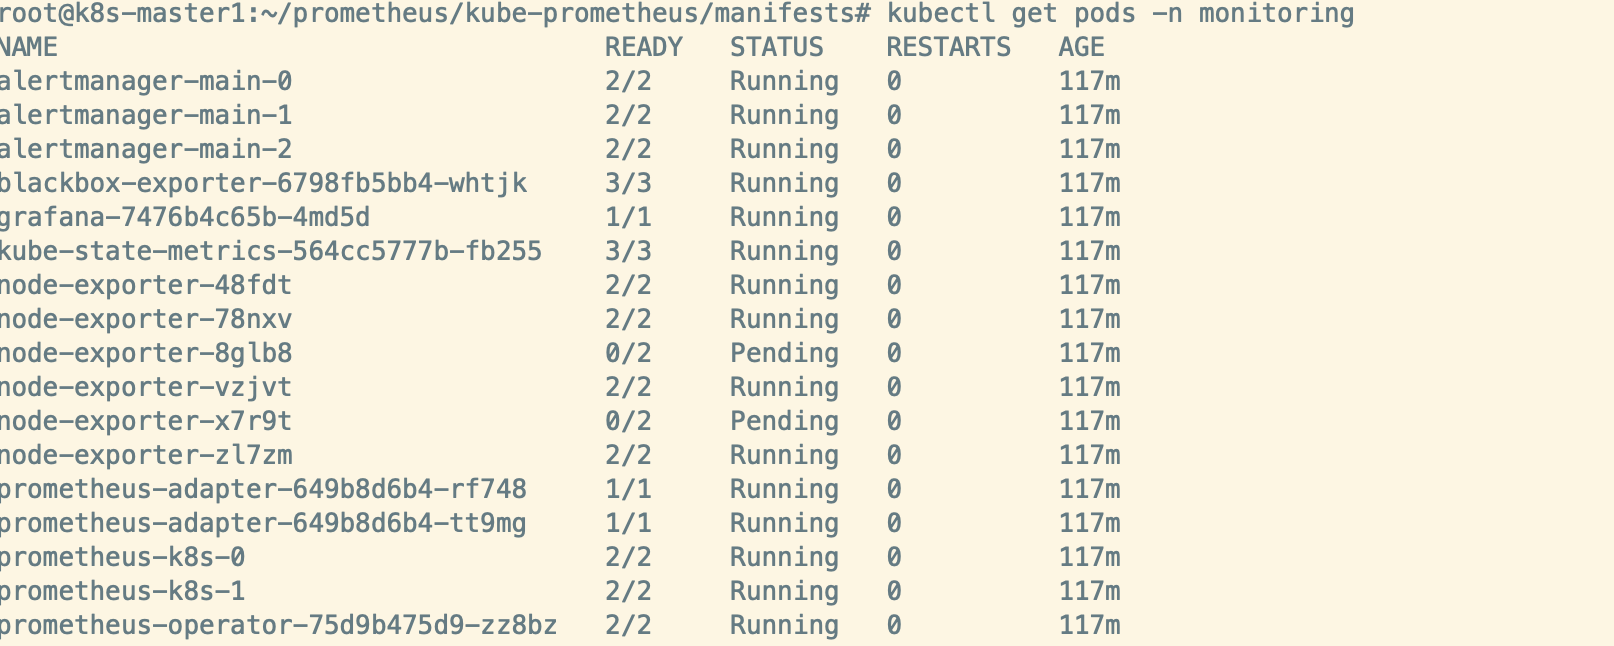 root@k8s-master1:~/prometheus/kube-prometheus/manifests# kubectl get pods -n monitoring
NAME READY STATUS RESTARTS AGE
alertmanager-main-0 2/2 Running 0 117m
alertmanager-main-1 2/2 Running 0 117m
alertmanager-main-2 2/2 Running 0 117m
blackbox-exporter-6798fb5bb4-whtjk 3/3 Running 0 117m
grafana-7476b4c65b-4md5d 1/1 Running 0 117m
kube-state-metrics-564cc5777b-fb255 3/3 Running 0 117m
node-exporter-48fdt 2/2 Running 0 117m
node-exporter-78nxv 2/2 Running 0 117m
node-exporter-8glb8 0/2 Pending 0 117m
node-exporter-vzjvt 2/2 Running 0 117m
node-exporter-x7r9t 0/2 Pending 0 117m
node-exporter-zl7zm 2/2 Running 0 117m
prometheus-adapter-649b8d6b4-rf748 1/1 Running 0 117m
prometheus-adapter-649b8d6b4-tt9mg 1/1 Running 0 117m
prometheus-k8s-0 2/2 Running 0 117m
prometheus-k8s-1 2/2 Running 0 117m
prometheus-operator-75d9b475d9-zz8bz 2/2 Running 0 117m